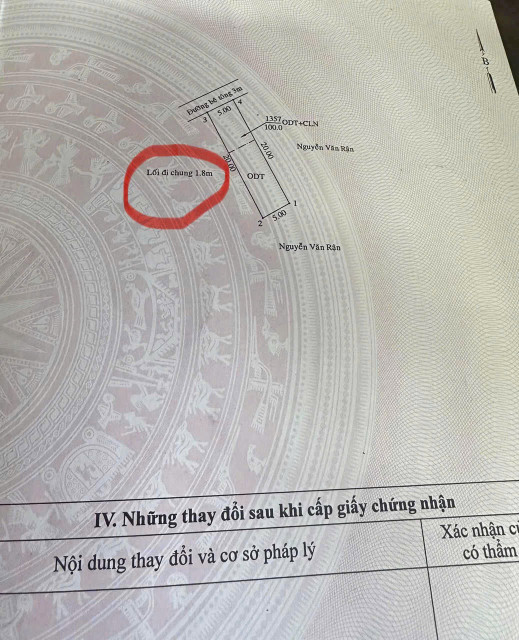 B
Đường bê tông 3m
3
5.00
4
1357
100.0
ODT+CLN
20.00
Nguyễn Văn Rận
20.00
Lối đi chung 1.8m
ODT
1
2
5.00
Nguyễn Văn Rận
IV. Những thay đổi sau khi cấp giấy chứng nhận
Nội dung thay đổi và cơ sở pháp lý
Xác nhận c
có thẩm